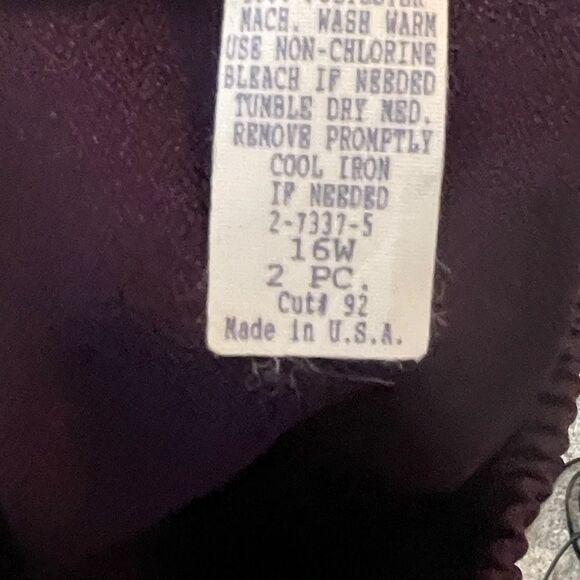 POLYESTER
MACH. WASH WARM
USE NON-CHLORINE
BLEACH IF NEEDED
TUMBLE DRY MED.
REMOVE PROMPTLY
COOL IRON
IF NEEDED
2-7337-5
16W
2 PC.
Cut# 92
Made in U.S.A.